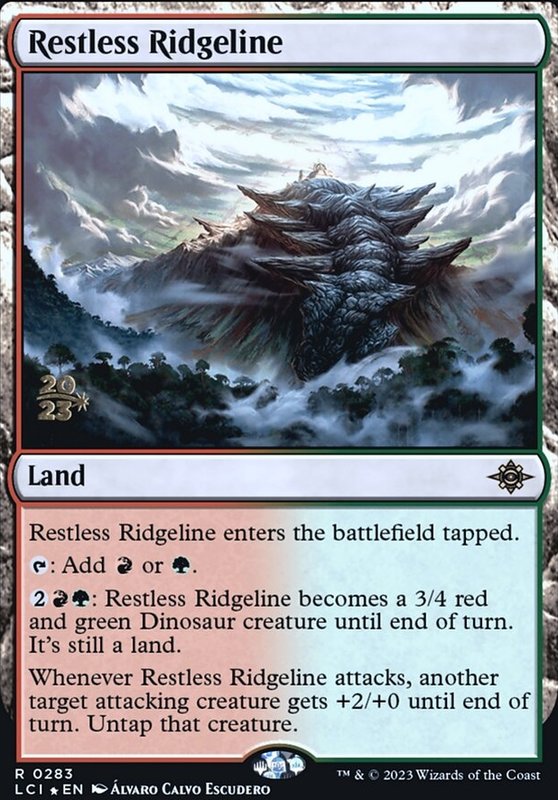 Restless Ridgeline
20
23
Land
Restless Ridgeline enters the battlefield tapped.
: Add or .
2 : Restless Ridgeline becomes a 3/4 red
and green Dinosaur creature until end of turn.
It's still a land.
Whenever Restless Ridgeline attacks, another
target attacking creature gets +2/+0 until end of
turn. Untap that creature.
R 0283
LCI ★ EN Álvaro Calvo Escudero
™ & © 2023 Wizards of the Coast